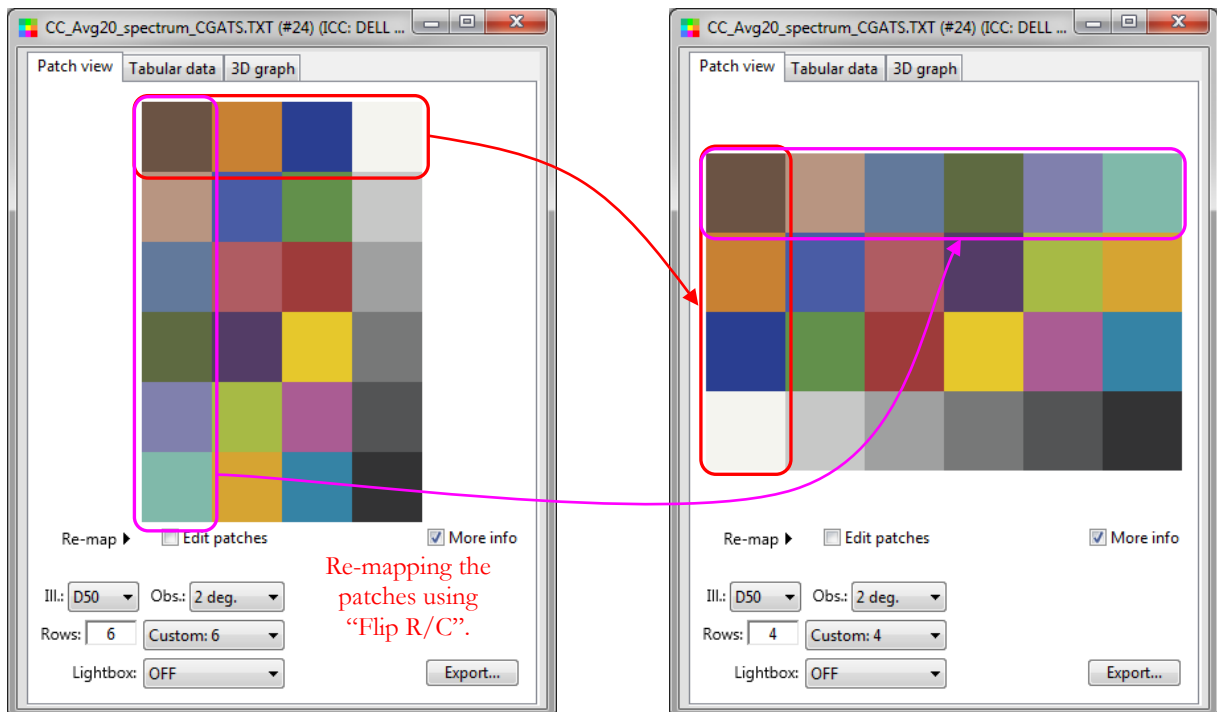 CC_Avg20_spectrum_CGATS.TXT (#24) (ICC: DELL ...
Patch view Tabular data 3D graph
Re-map Edit patches More info
Re-mapping the
patches using
“Flip R/C”.
Ill.: D50 Obs.: 2 deg.
Rows: 6 Custom: 6
Lightbox: OFF Export...
CC_Avg20_spectrum_CGATS.TXT (#24) (ICC: DELL ...
Patch view Tabular data 3D graph
Re-map Edit patches More info
Ill.: D50 Obs.: 2 deg.
Rows: 4 Custom: 4
Lightbox: OFF Export...